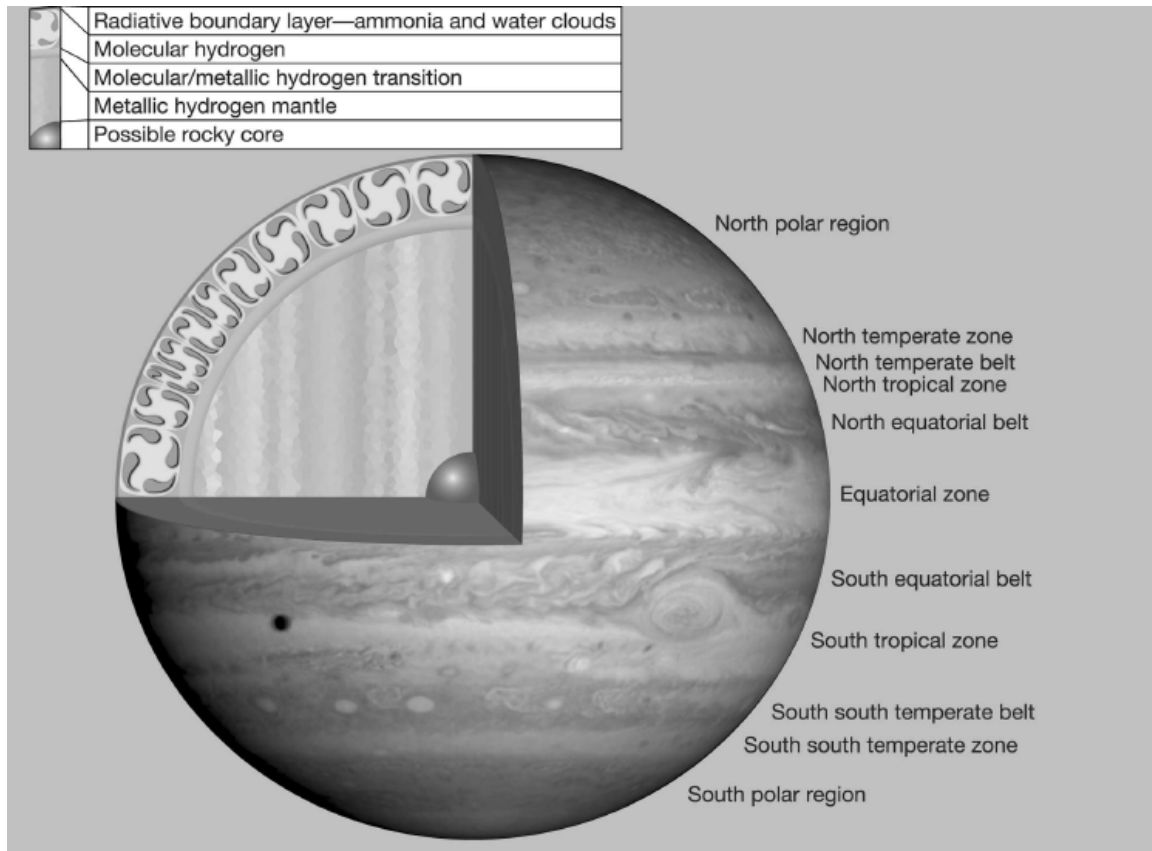 Radiative boundary layer—ammonia and water clouds
Molecular hydrogen
Molecular/metallic hydrogen transition
Metallic hydrogen mantle
Possible rocky core
North polar region
North temperate zone
North temperate belt
North tropical zone
North equatorial belt
Equatorial zone
South equatorial belt
South tropical zone
South south temperate belt
South south temperate zone
South polar region